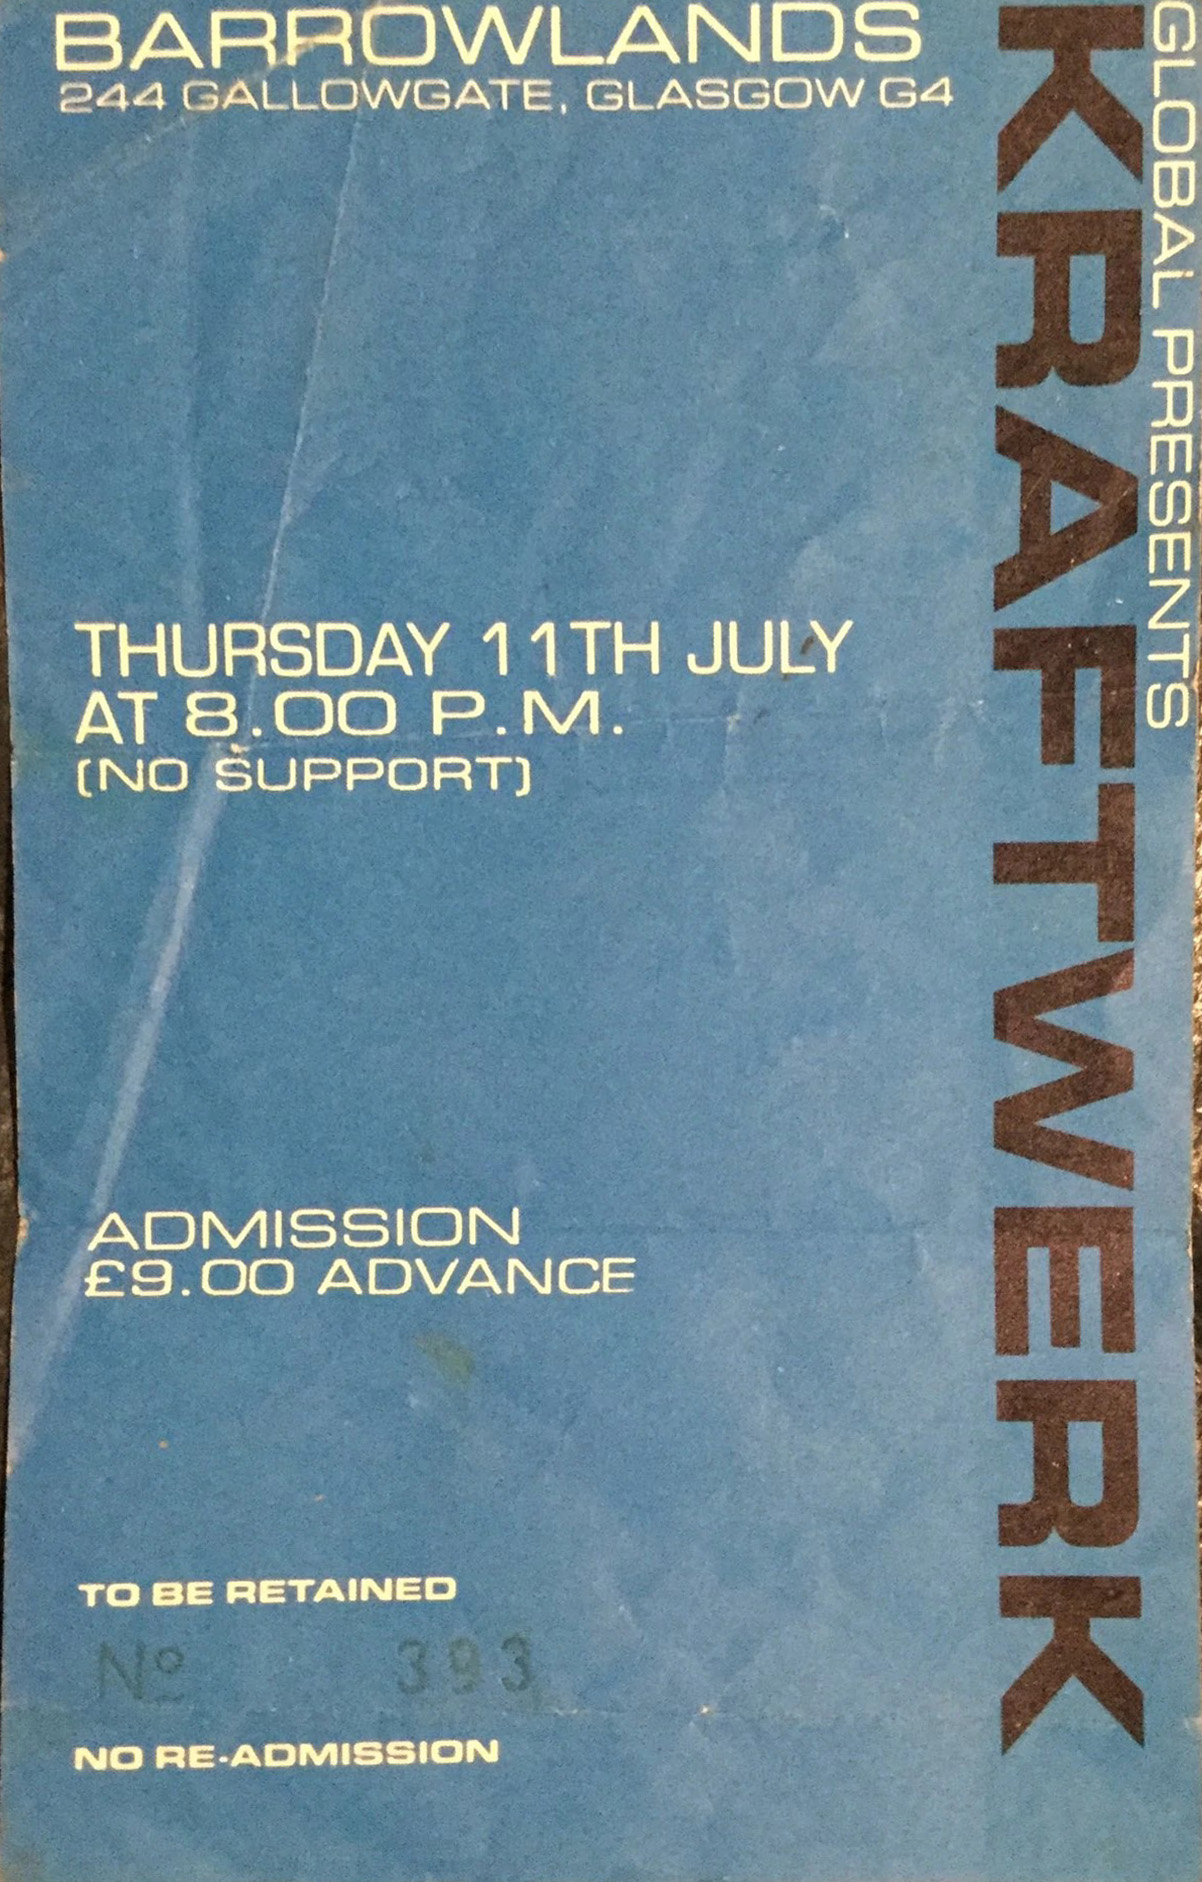 BARROWLANDS
244 GALLOWGATE, GLASGOW G4
GLOBAL PRESENTS
KRAFTWERK
THURSDAY 11TH JULY
AT 8.00 P.M.
(NO SUPPORT)
ADMISSION
£9.00 ADVANCE
TO BE RETAINED
Nº 393
NO RE-ADMISSION